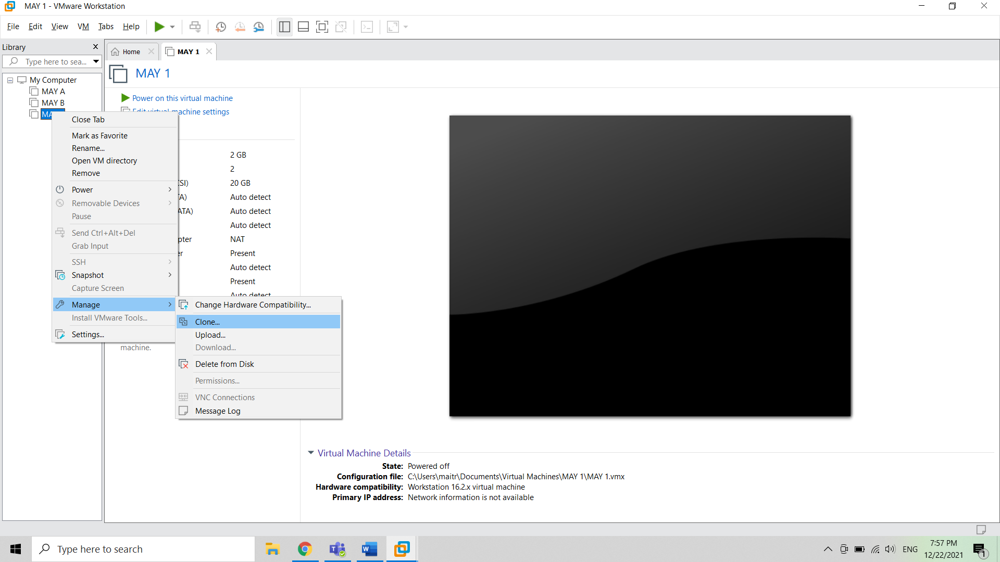 MAY 1 - VMware Workstation
File Edit View VM Tabs Help
Library
Type here to sea...
Home
MAY 1
My Computer
MAY A
MAY B
MAY 1
Power on this virtual machine
Edit virtual machine settings
Close Tab
Mark as Favorite
Rename...
Open VM directory
Remove
Power
Removable Devices
Pause
Send Ctrl+Alt+Del
Grab Input
SSH
Snapshot
Capture Screen
Manage
Install VMware Tools...
Settings...
2 GB
2
CSI) 20 GB
TA) Auto detect
ATA) Auto detect
Auto detect
pter NAT
er Present
Auto detect
Present
Auto detect
machine.
Change Hardware Compatibility...
Clone...
Upload...
Download...
Delete from Disk
Permissions...
VNC Connections
Message Log
Virtual Machine Details
State: Powered off
Configuration file: C:\Users\maitr\Documents\Virtual Machines\MAY 1\MAY 1.vmx
Hardware compatibility: Workstation 16.2.x virtual machine
Primary IP address: Network information is not available
Type here to search
ENG
7:57 PM
12/22/2021
1